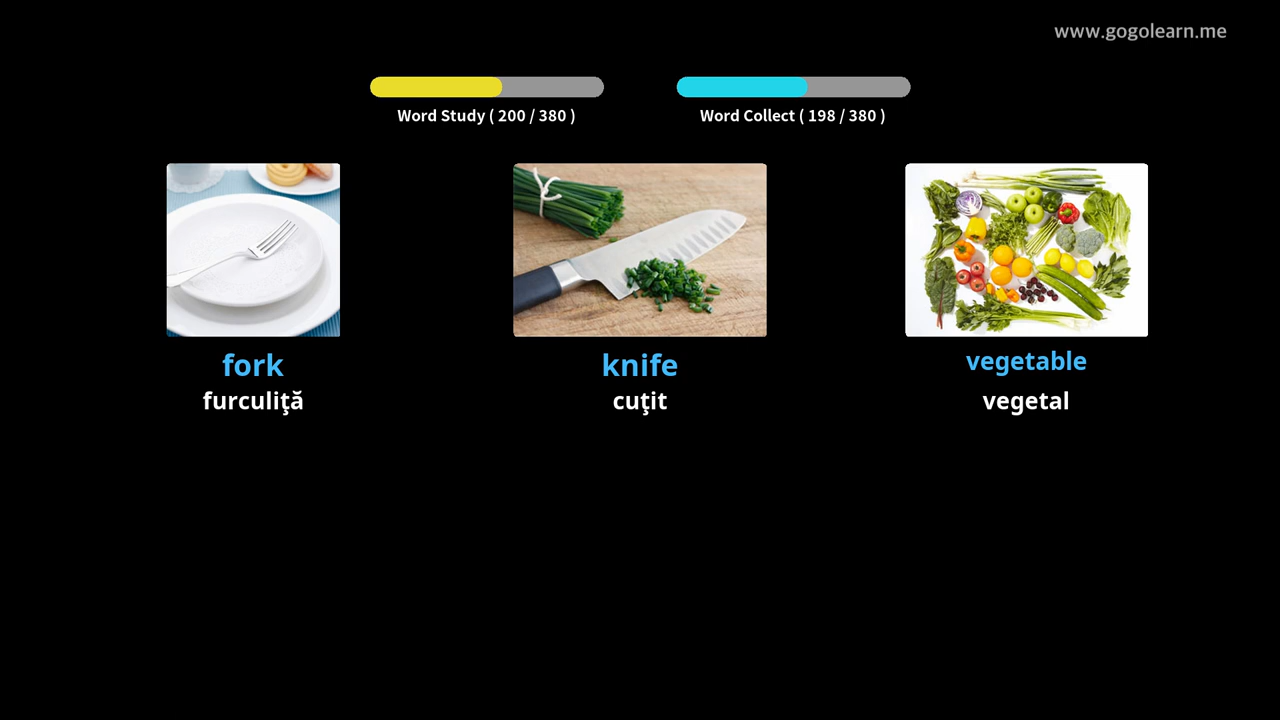 www.gogolearn.me
Word Study ( 200 / 380 )
Word Collect ( 198 / 380 )
fork
furculiţă
knife
cuţit
vegetable
vegetal